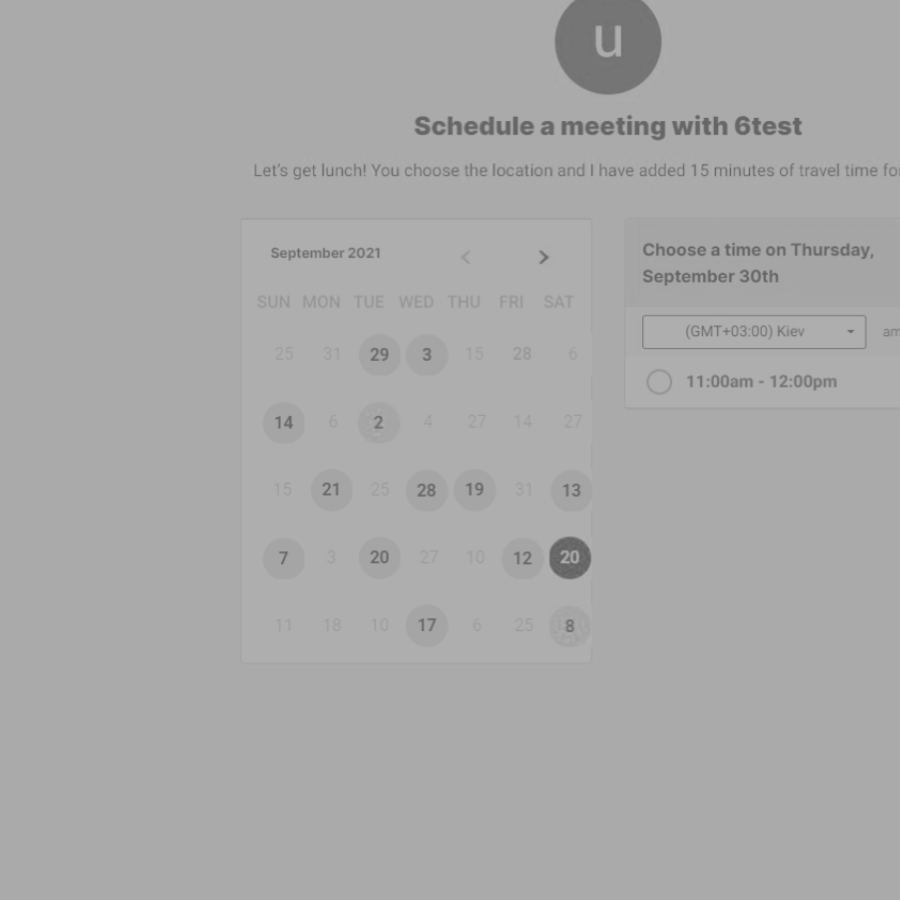 u
Schedule a meeting with 6test
Let's get lunch! You choose the location and I have added 15 minutes of travel time fo
September 2021
SUN MON TUE WED THU FRI SAT
25 31 29 3 15 28 6
14 6 2 4 27 14 27
15 21 25 28 19 31 13
7 3 20 27 10 12 20
11 18 10 17 6 25 8
Choose a time on Thursday,
September 30th
(GMT+03:00) Kiev am
11:00am - 12:00pm